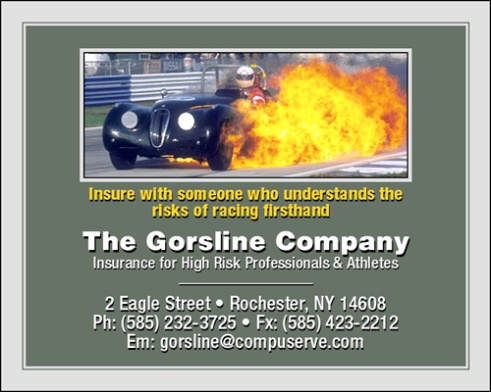 Insure with someone who understands the
risks of racing firsthand
The Gorsline Company
Insurance for High Risk Professionals & Athletes
2 Eagle Street • Rochester, NY 14608
Ph: (585) 232-3725 • Fx: (585) 423-2212
Em: gorsline@compuserve.com